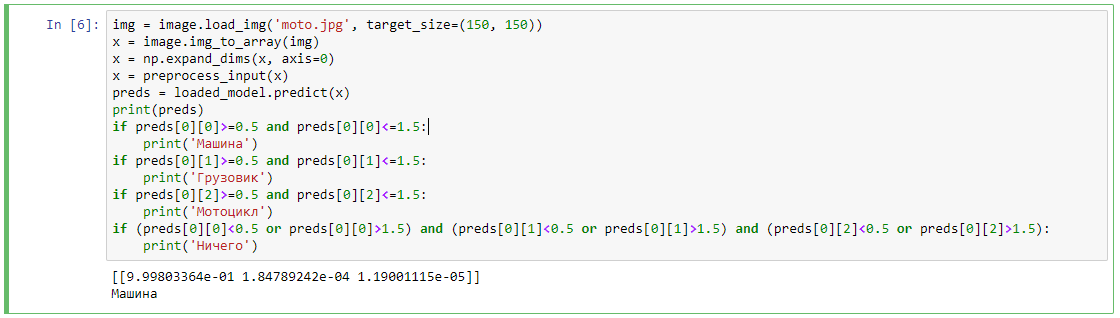 In [6]: img = image.load_img('moto.jpg', target_size=(150, 150))
x = image.img_to_array(img)
x = np.expand_dims(x, axis=0)
x = preprocess_input(x)
preds = loaded_model.predict(x)
print(preds)
if preds[0][0]>=0.5 and preds[0][0]<=1.5:
    print('Машина')
if preds[0][1]>=0.5 and preds[0][1]<=1.5:
    print('Грузовик')
if preds[0][2]>=0.5 and preds[0][2]<=1.5:
    print('Мотоцикл')
if (preds[0][0]<0.5 or preds[0][0]>1.5) and (preds[0][1]<0.5 or preds[0][1]>1.5) and (preds[0][2]<0.5 or preds[0][2]>1.5):
    print('Ничего')
[[9.99803364e-01 1.84789242e-04 1.19001115e-05]]
Машина